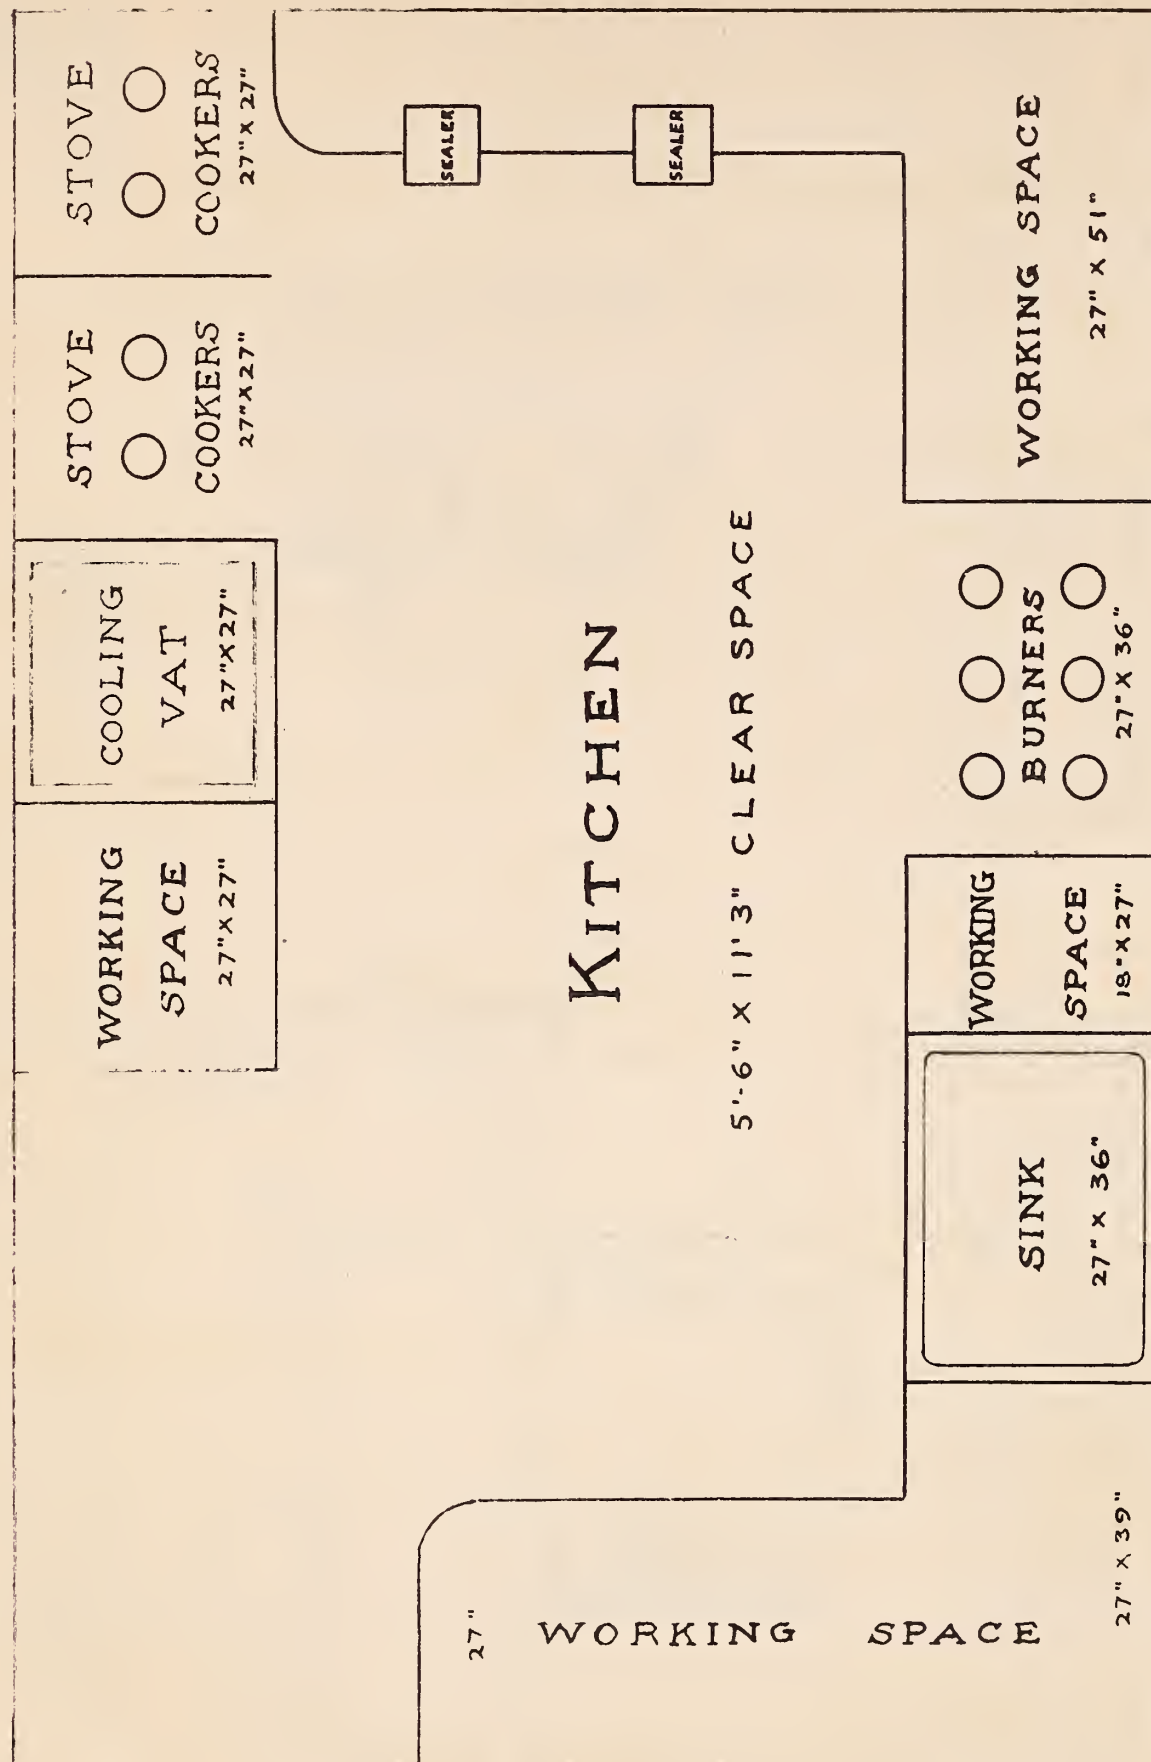 WORKING
SPACE
27"X27"
COOLING
VAT
27"X27"
STOVE
COOKERS
27"X27"
STOVE
COOKERS
27"X 27"
SEALER
SEALER
KITCHEN
5'-6" X 11'3" CLEAR SPACE
27"
WORKING SPACE
27" X 39"
SINK
27" X 36"
WORKING
SPACE
18"X27"
BURNERS
27"X 36"
WORKING SPACE
27" X 51"